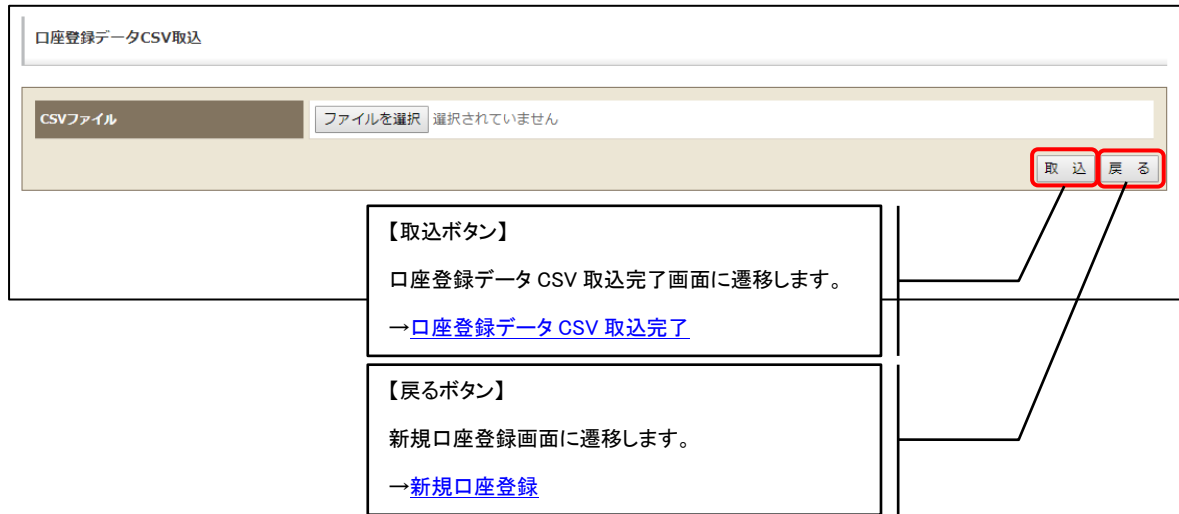 口座登録データCSV取込
CSVファイル
ファイルを選択 選択されていません
取　込 戻　る
【取込ボタン】
口座登録データ CSV 取込完了画面に遷移します。
→口座登録データ CSV 取込完了
【戻るボタン】
新規口座登録画面に遷移します。
→新規口座登録